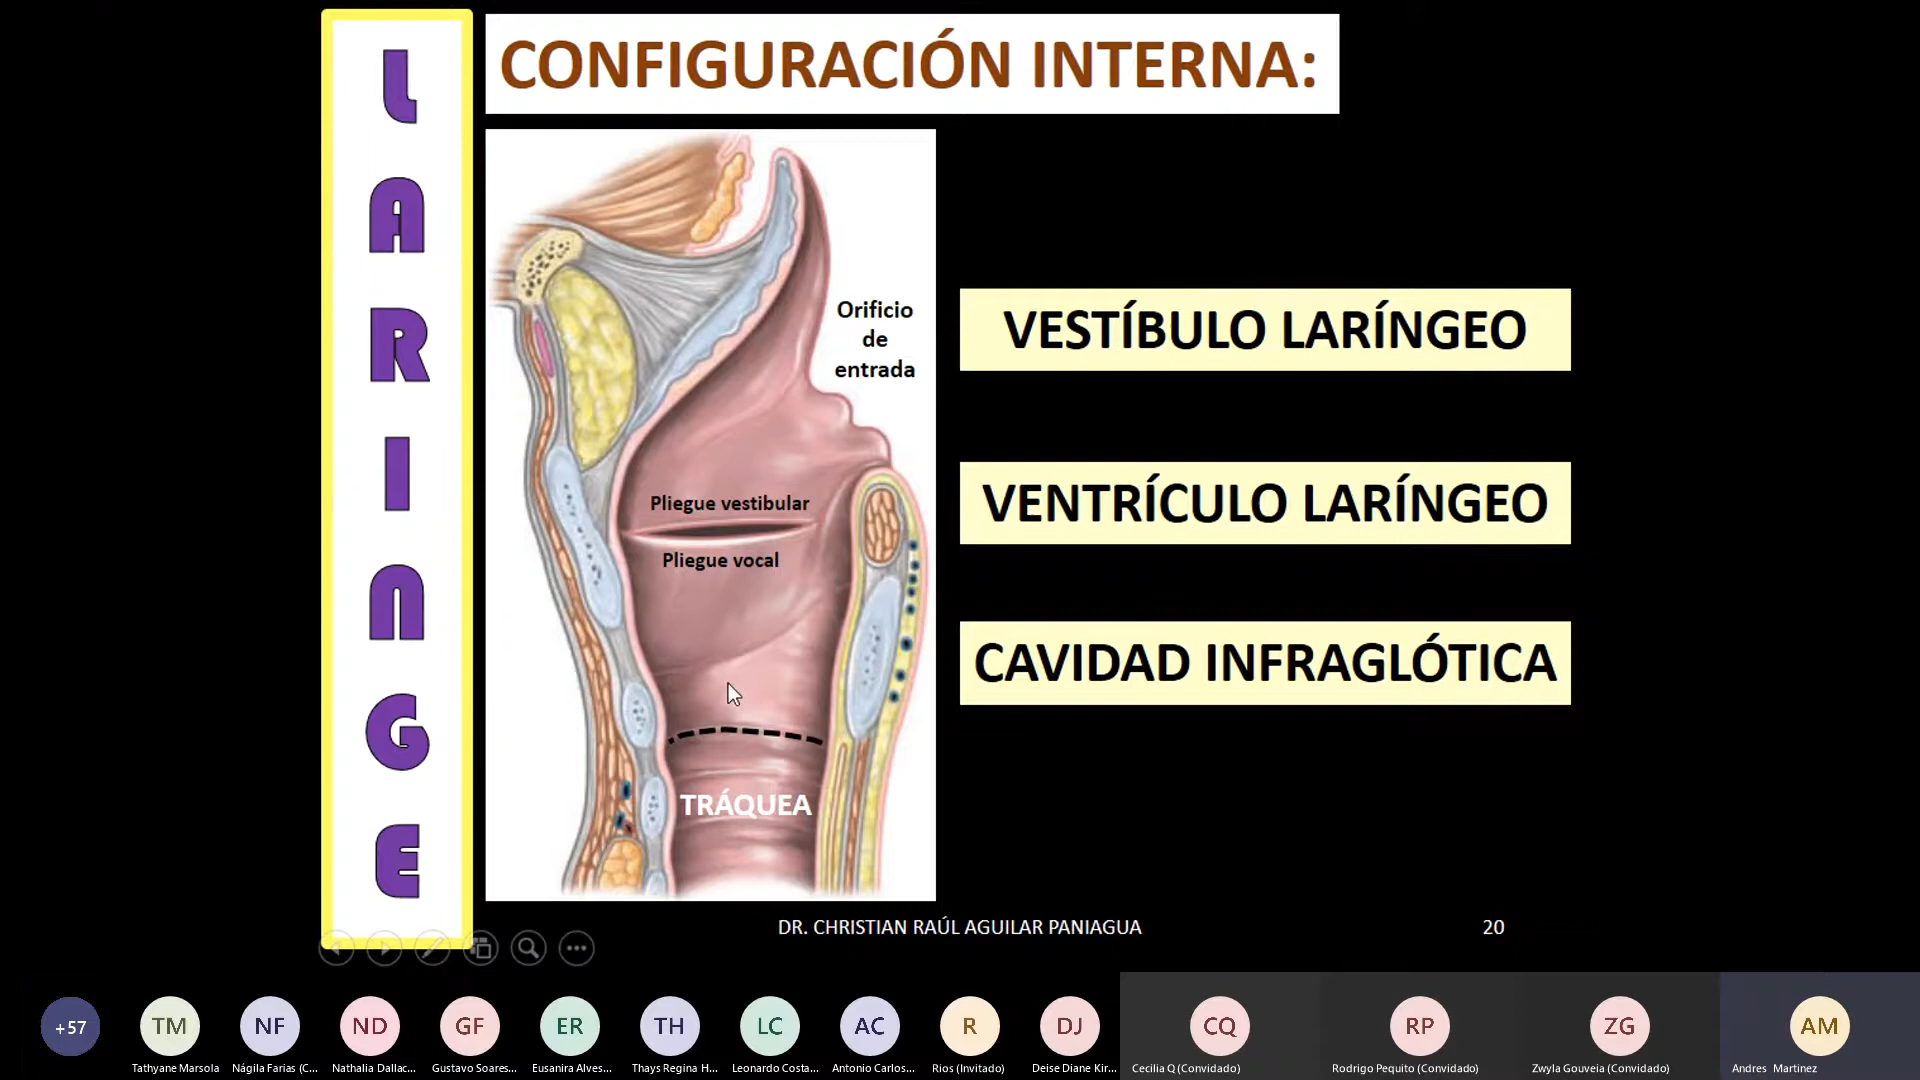 LARINGE
CONFIGURACIÓN INTERNA:
Orificio
de
entrada
Pliegue vestibular
Pliegue vocal
TRÁQUEA
VESTÍBULO LARÍNGEO
VENTRÍCULO LARÍNGEO
CAVIDAD INFRAGLÓTICA
DR. CHRISTIAN RAÚL AGUILAR PANIAGUA
20
+57
TM
NF
ND
GF
ER
TH
LC
AC
R
DJ
CQ
RP
ZG
AM
Tathyane Marsola
Nágila Farias (C...
Nathalia Dallac...
Gustavo Soares...
Eusanira Alves...
Thays Regina H...
Leonardo Costa...
Antonio Carlos...
Rios (Invitado)
Deise Diane Kir...
Cecilia Q (Convidado)
Rodrigo Pequito (Convidado)
Zwyla Gouveia (Convidado)
Andres Martinez